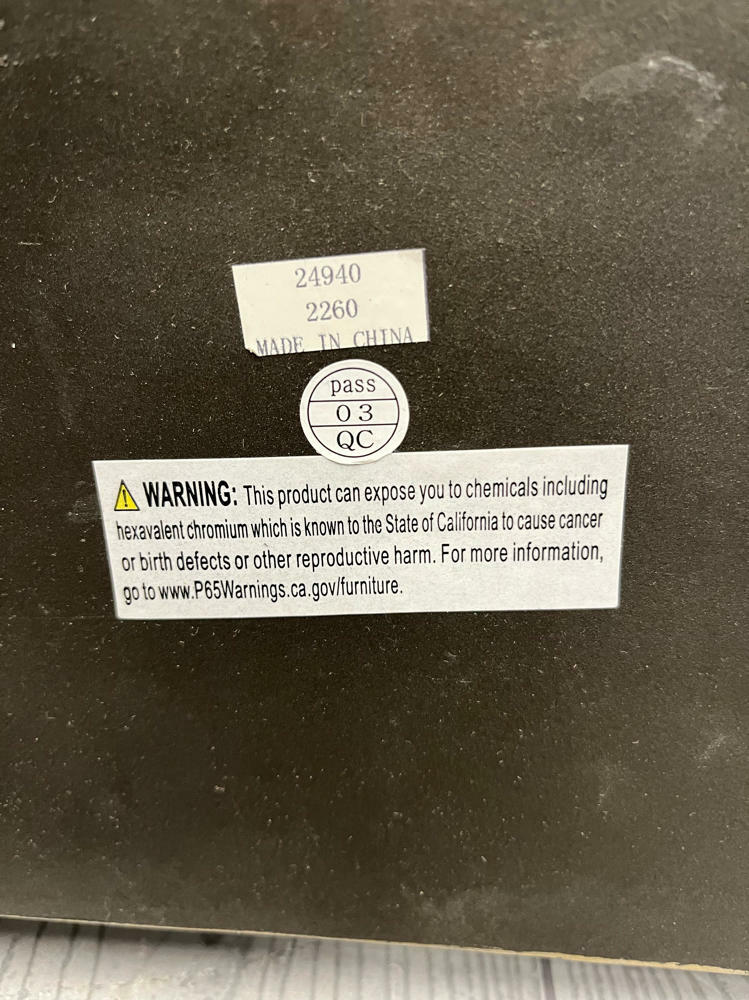 24940
2260
MADE IN CHINA
pass
03
QC
WARNING: This product can expose you to chemicals including
hexavalent chromium which is known to the State of California to cause cancer
or birth defects or other reproductive harm. For more information,
go to www.P65Warnings.ca.gov/furniture.